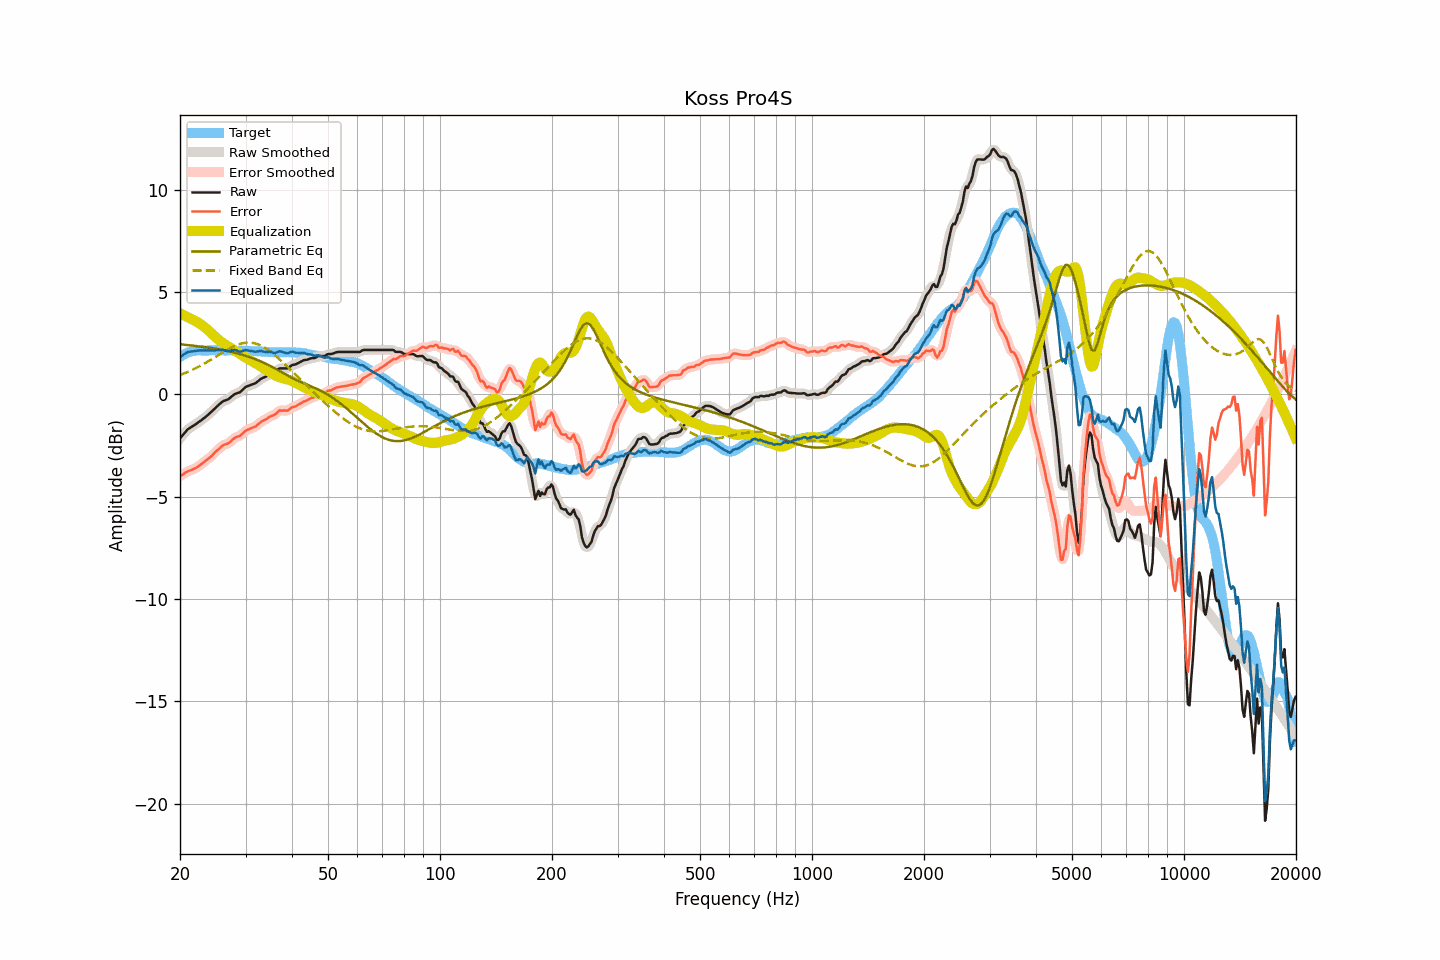 Koss Pro4S
Target
Raw Smoothed
Error Smoothed
Raw
Error
Equalization
Parametric Eq
Fixed Band Eq
Equalized
10
5
0
−5
−10
−15
−20
Amplitude (dBr)
20 50 100 200 500 1000 2000 5000 10000 20000
Frequency (Hz)